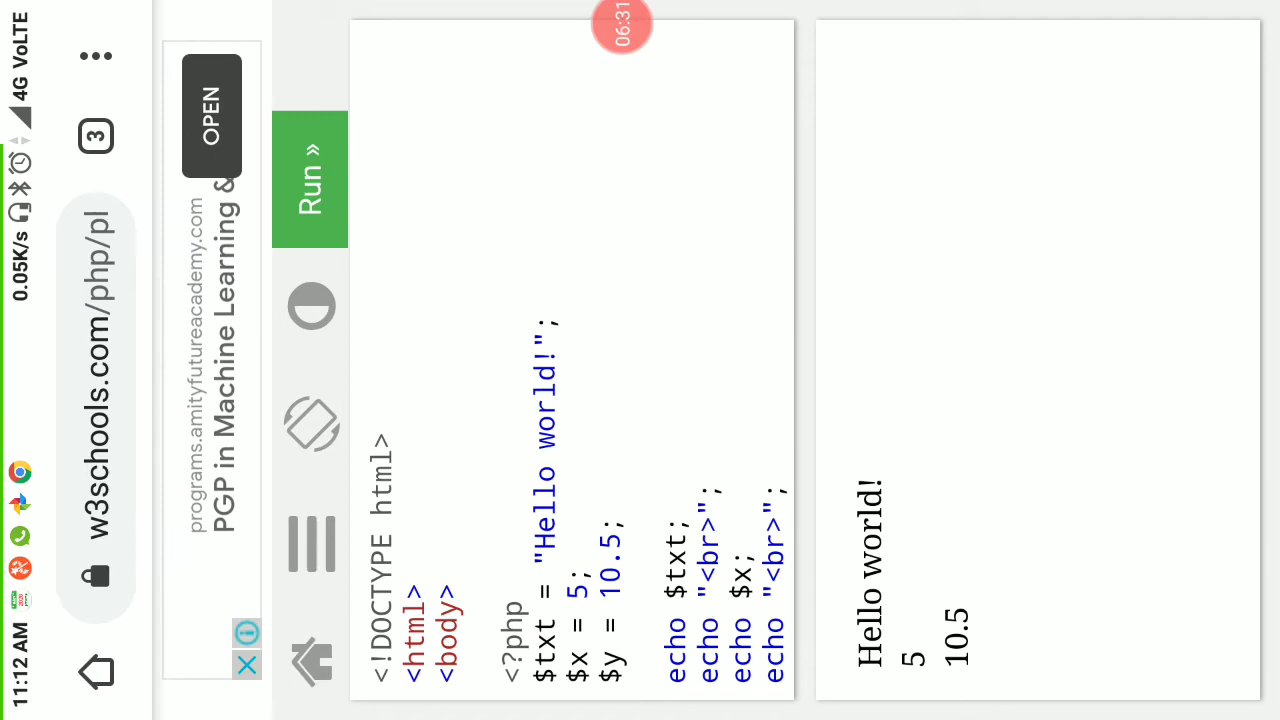 11:12 AM
0.05K/s
4G VoLTE
06:31
w3schools.com/php/pl
3
programs.amityfutureacademy.com
PGP in Machine Learning &
OPEN
Run »
<!DOCTYPE html>
<html>
<body>
<?php
$txt = "Hello world!";
$x = 5;
$y = 10.5;
echo $txt;
echo "<br>";
echo $x;
echo "<br>";
Hello world!
5
10.5